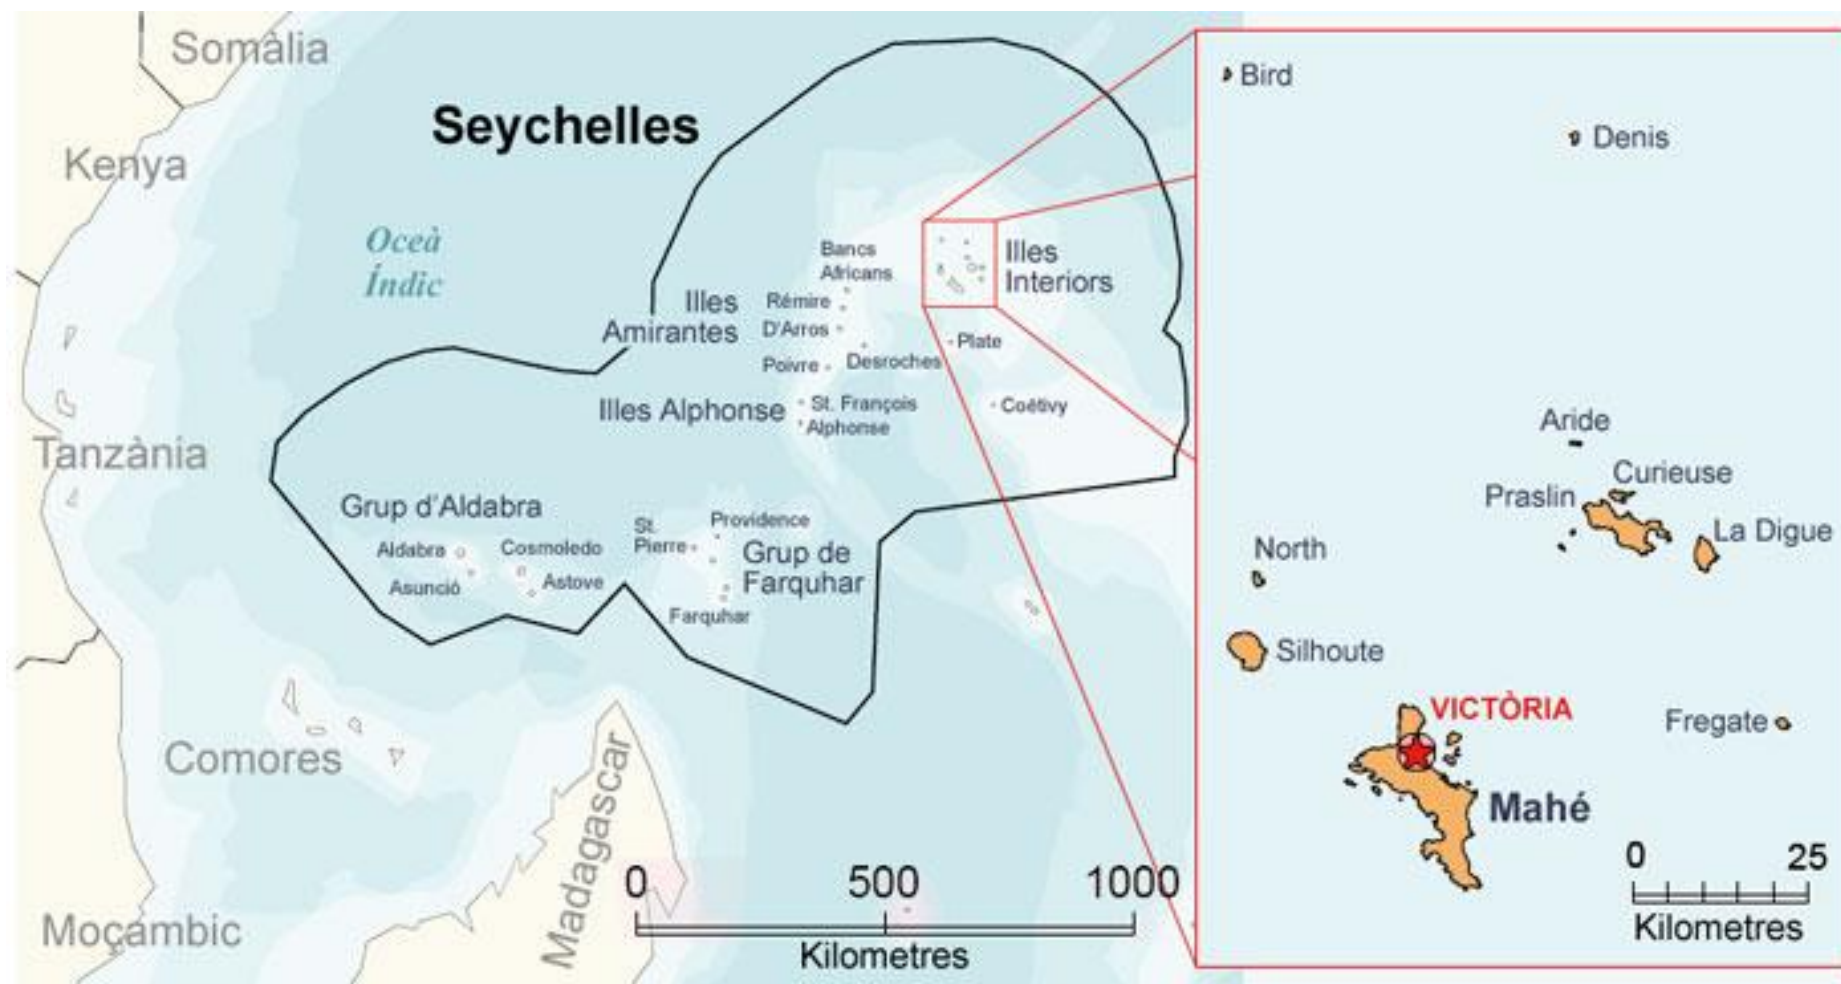 Somàlia
Seychelles
Kenya
Oceà
Índic
Bancs
Africans
Illes
Interiors
Illes
Amirantes
Rémire
D'Arros
Poivre
Desroches
Plate
Illes Alphonse
St. François
Alphonse
Coëtivy
Tanzània
Grup d'Aldabra
Aldabra
Cosmoledo
Asunció
Astove
St.
Pierre
Providence
Grup de
Farquhar
Farquhar
Comores
Madagascar
Moçambic
0 500 1000
Kilometres
Bird
Denis
Aride
Curieuse
Praslin
La Digue
North
Silhoute
VICTÒRIA
Fregate
Mahé
0 25
Kilometres